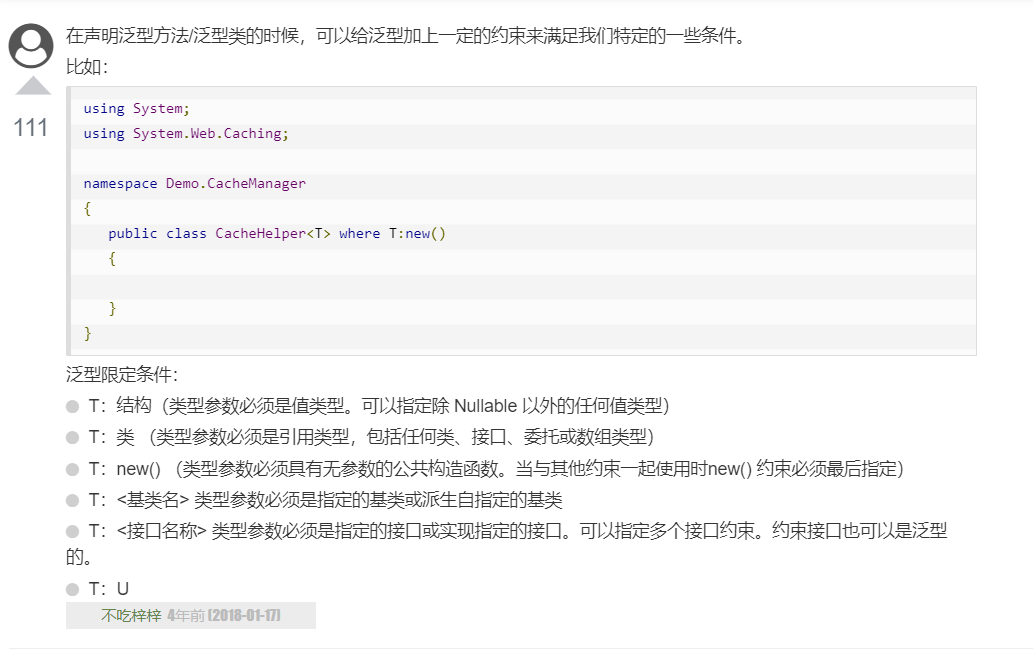 在声明泛型方法/泛型类的时候，可以给泛型加上一定的约束来满足我们特定的一些条件。
比如：
111
using System;
using System.Web.Caching;
namespace Demo.CacheManager
{
public class CacheHelper<T> where T:new()
{
}
}
泛型限定条件：
T：结构（类型参数必须是值类型。可以指定除 Nullable 以外的任何值类型）
T：类 （类型参数必须是引用类型，包括任何类、接口、委托或数组类型）
T：new() （类型参数必须具有无参数的公共构造函数。当与其他约束一起使用时new() 约束必须最后指定）
T：<基类名> 类型参数必须是指定的基类或派生自指定的基类
T：<接口名称> 类型参数必须是指定的接口或实现指定的接口。可以指定多个接口约束。约束接口也可以是泛型
的。
T：U
不吃梓梓 4年前 (2018-01-17)